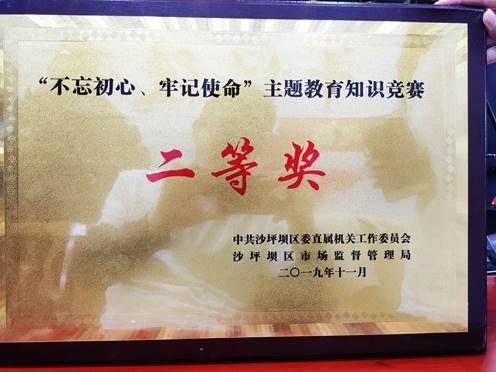 “不忘初心、牢记使命”主题教育知识竞赛
二等奖
中共沙坪坝区委直属机关工作委员会
沙坪坝区市场监督管理局
二〇一九年十一月